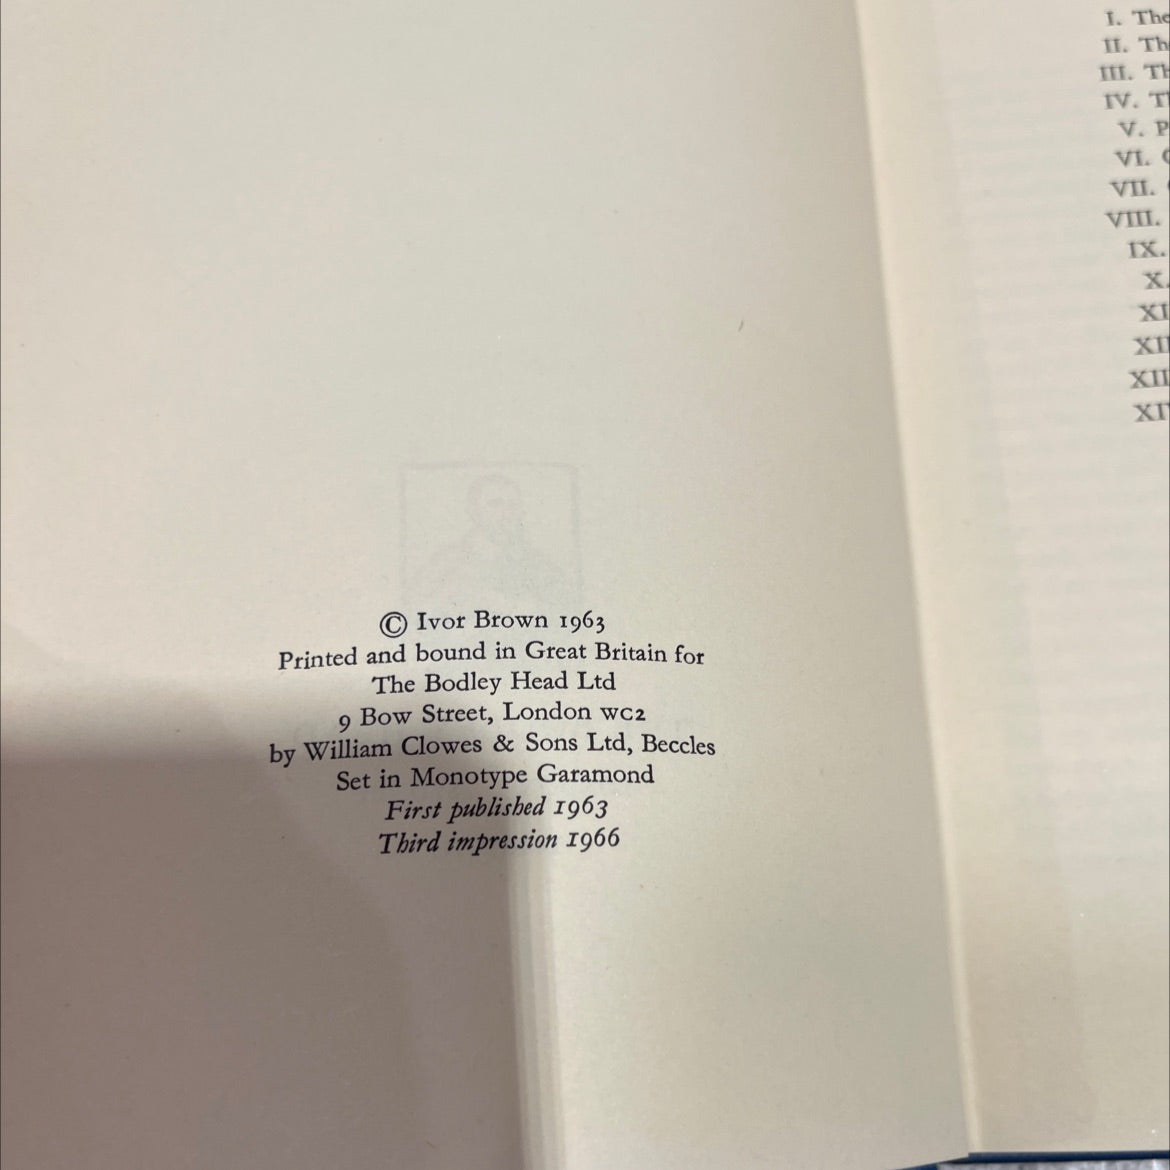 © Ivor Brown 1963
Printed and bound in Great Britain for
The Bodley Head Ltd
9 Bow Street, London WC2
by William Clowes & Sons Ltd, Beccles
Set in Monotype Garamond
First published 1963
Third impression 1966
I. The
II. Th
III. Th
IV. T
V. P
VI.
VII.
VIII.
IX.
X.
XI
XII
XII